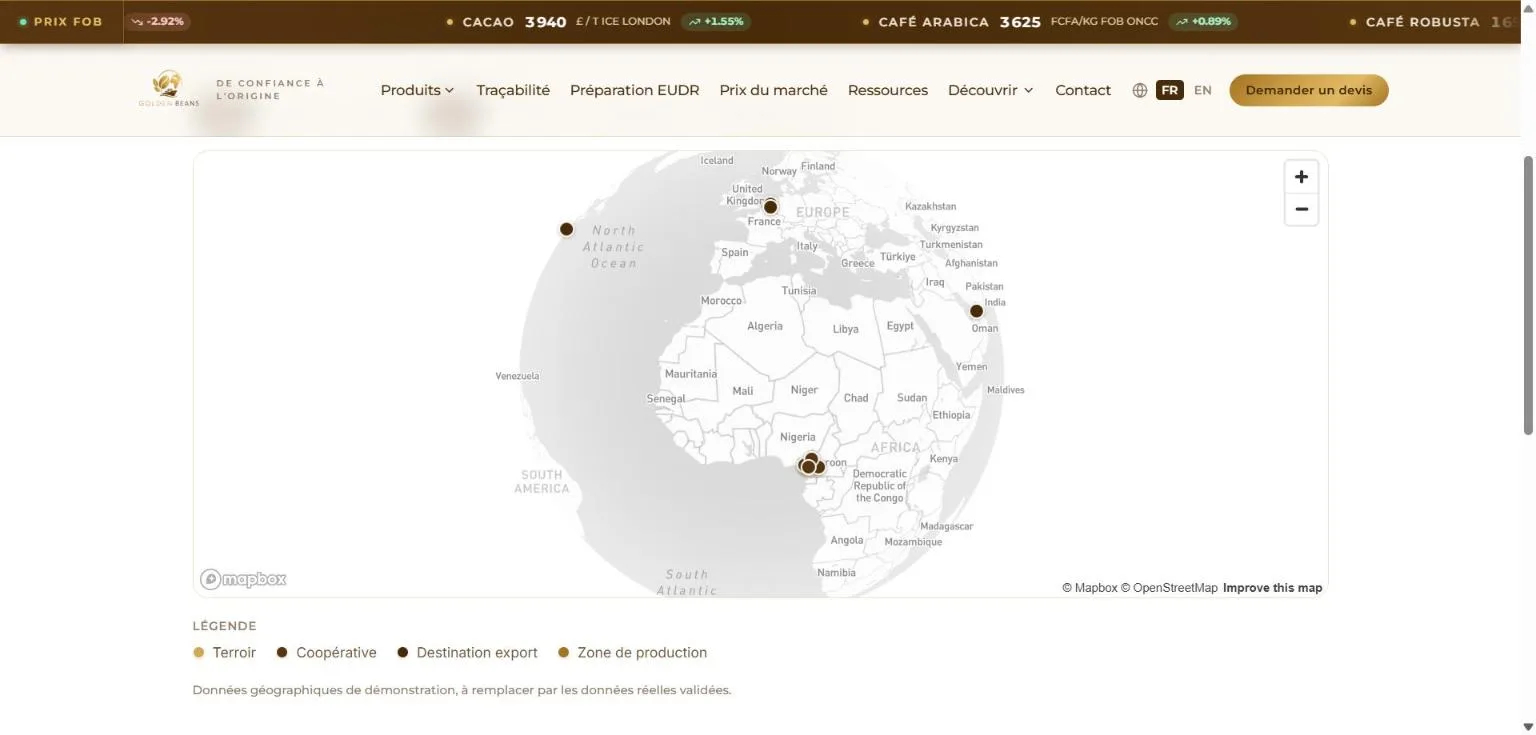 PRIX FOB -2.92% CACAO 3 940 £ / T ICE LONDON +1.55% CAFÉ ARABICA 3 625 FCFA/KG FOB ONCC +0.89% CAFÉ ROBUSTA
GOLDEN BEANS
DE CONFIANCE À
L'ORIGINE
Produits Traçabilité Préparation EUDR Prix du marché Ressources Découvrir Contact FR EN Demander un devis
Iceland
Norway
Finland
United
Kingdom
EUROPE
Kazakhstan
France
Kyrgyzstan
North
Atlantic
Ocean
Turkmenistan
Italy
Spain
Türkiye
Greece
Afghanistan
Iraq
Pakistan
Tunisia
India
Morocco
Algeria
Libya
Egypt
Oman
Yemen
Venezuela
Mauritania
Mali
Niger
Chad
Sudan
Maldives
Senegal
Ethiopia
Nigeria
AFRICA
Kenya
roon
SOUTH
AMERICA
Democratic
Republic of
the Congo
Madagascar
Angola
Mozambique
Namibia
South
Atlantic
mapbox
© Mapbox © OpenStreetMap Improve this map
LÉGENDE
Terroir Coopérative Destination export Zone de production
Données géographiques de démonstration, à remplacer par les données réelles validées.